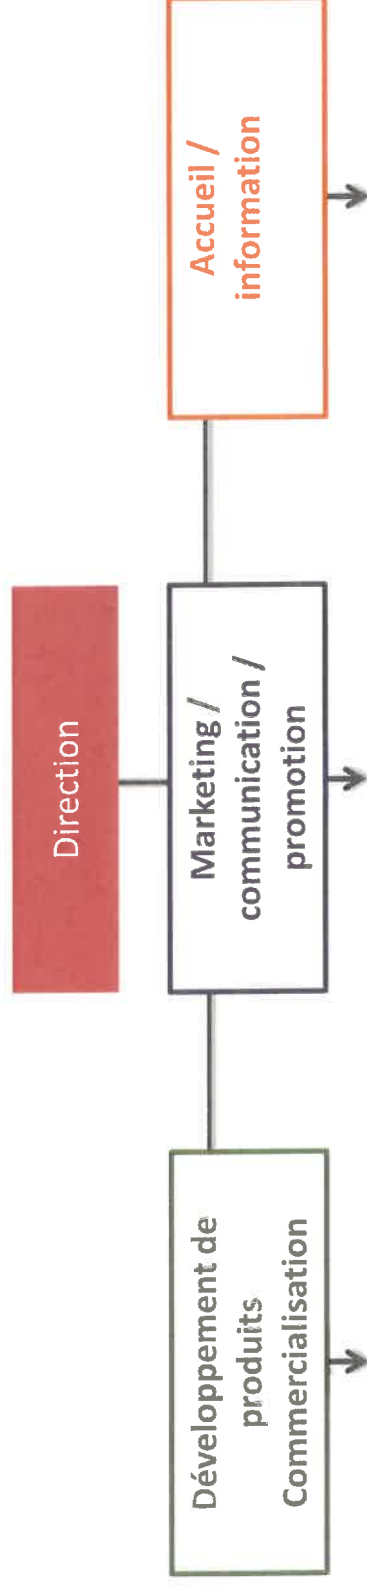 Direction
Développement de
produits
Commercialisation
Marketing /
communication /
promotion
Accueil /
information